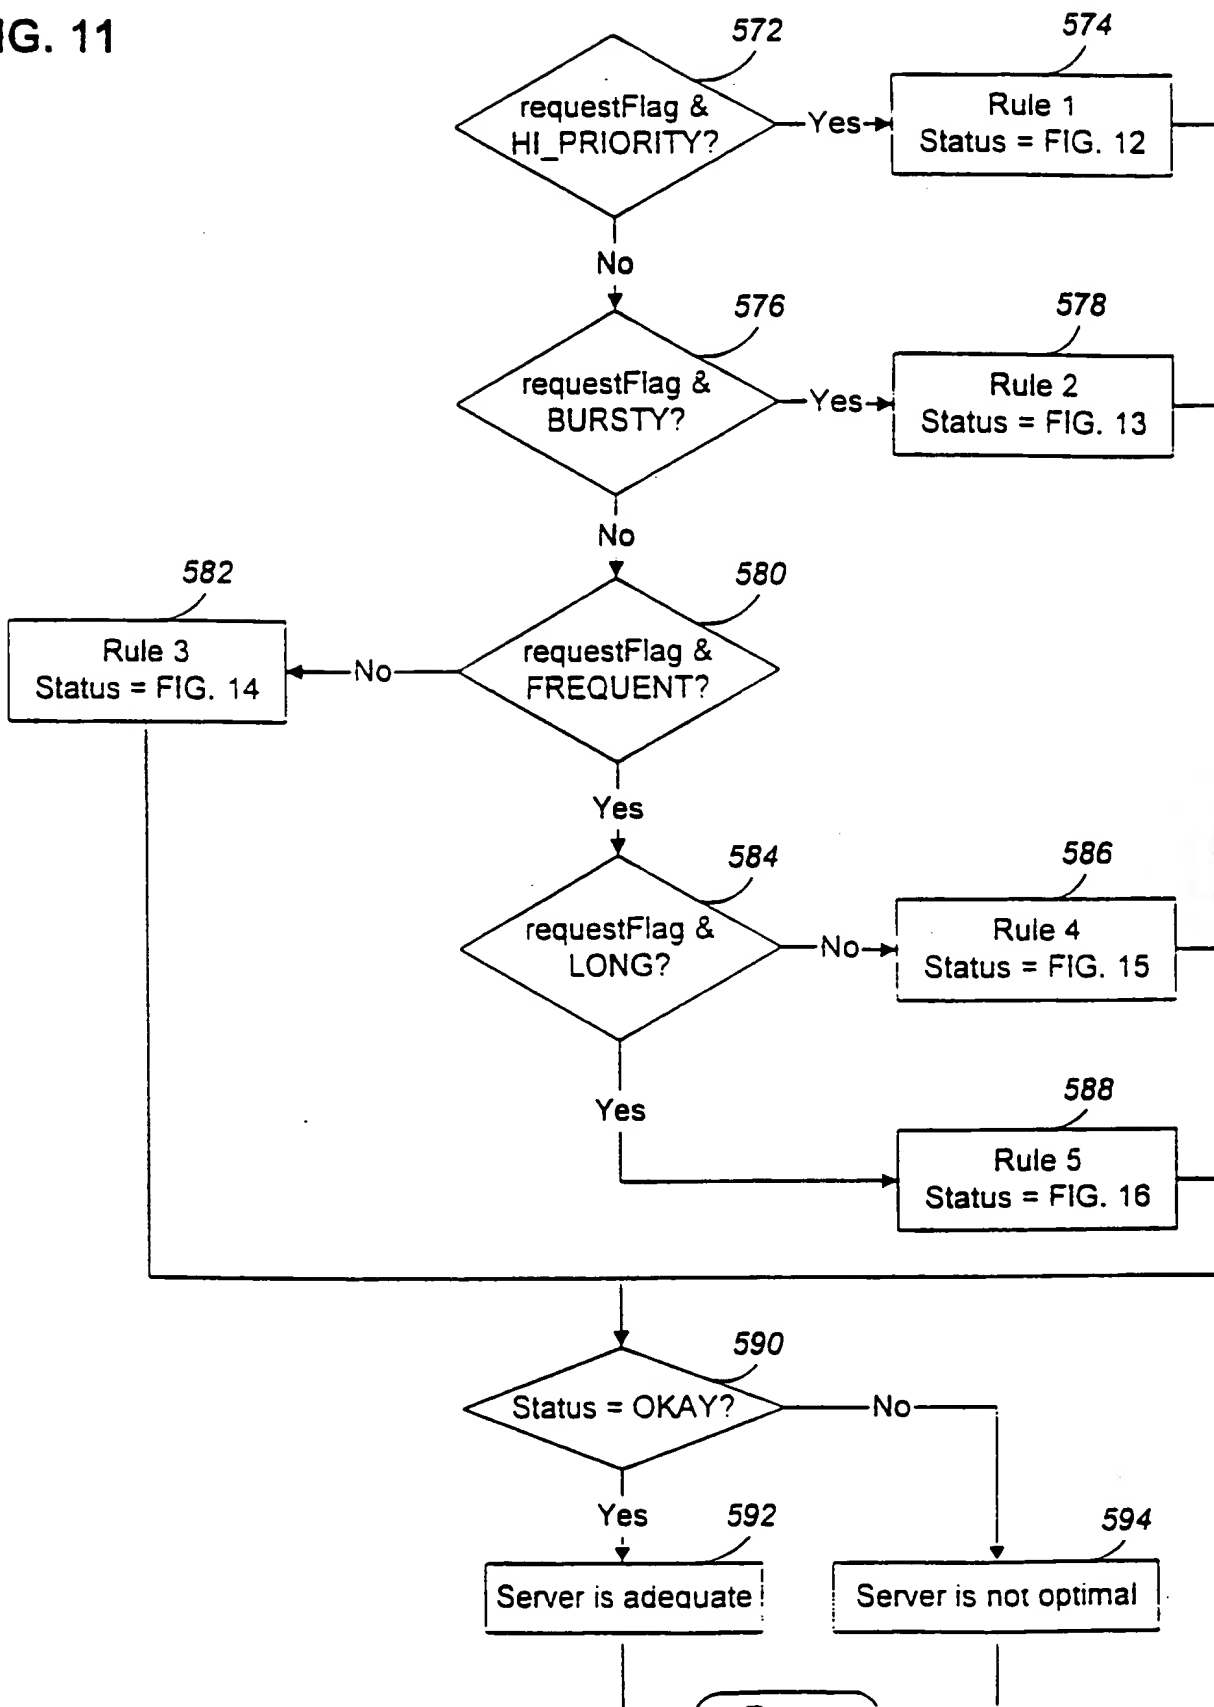 IG. 11
572
574
requestFlag &
HI_PRIORITY?
Yes
Rule 1
Status = FIG. 12
No
576
578
requestFlag &
BURSTY?
Yes
Rule 2
Status = FIG. 13
No
582
580
Rule 3
Status = FIG. 14
No
requestFlag &
FREQUENT?
Yes
584
586
requestFlag &
LONG?
No
Rule 4
Status = FIG. 15
Yes
588
Rule 5
Status = FIG. 16
590
Status = OKAY?
No
Yes
592
594
Server is adequate
Server is not optimal